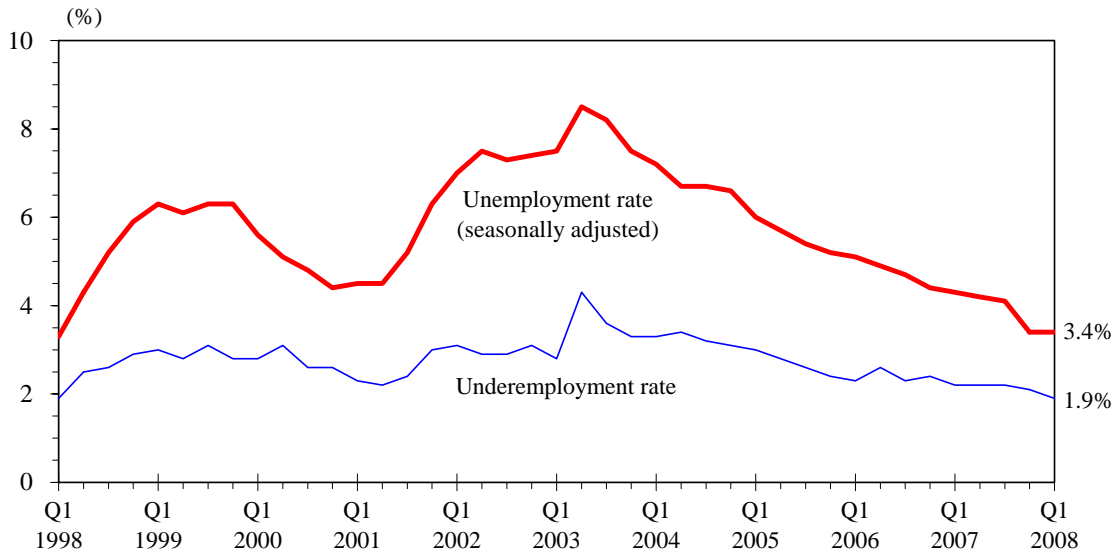 (%)
10
8
6
4
2
0
Unemployment rate
(seasonally adjusted)
Underemployment rate
3.4%
1.9%
Q1 Q1 Q1 Q1 Q1 Q1 Q1 Q1 Q1 Q1 Q1
1998 1999 2000 2001 2002 2003 2004 2005 2006 2007 2008